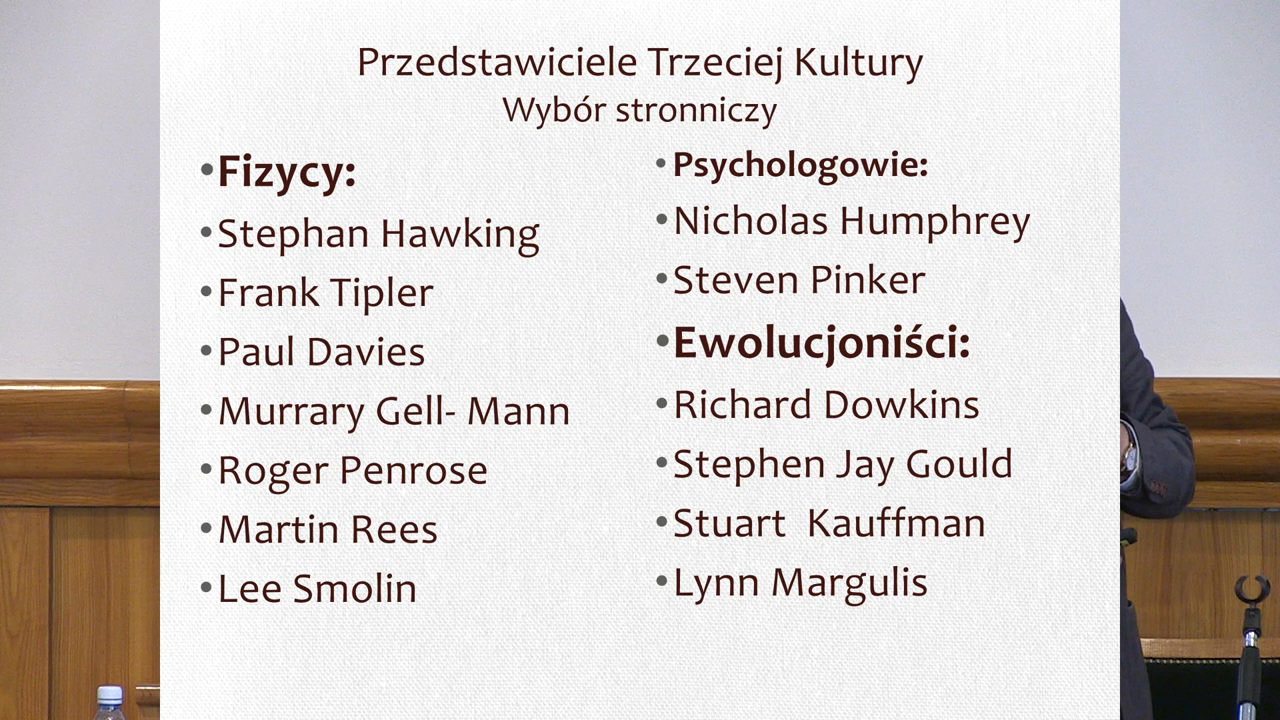 Przedstawiciele Trzeciej Kultury
Wybór stronniczy
•Fizycy:
•Stephan Hawking
•Frank Tipler
•Paul Davies
•Murrary Gell- Mann
•Roger Penrose
•Martin Rees
•Lee Smolin
•Psychologowie:
•Nicholas Humphrey
•Steven Pinker
•Ewolucjoniści:
•Richard Dowkins
•Stephen Jay Gould
•Stuart  Kauffman
•Lynn Margulis